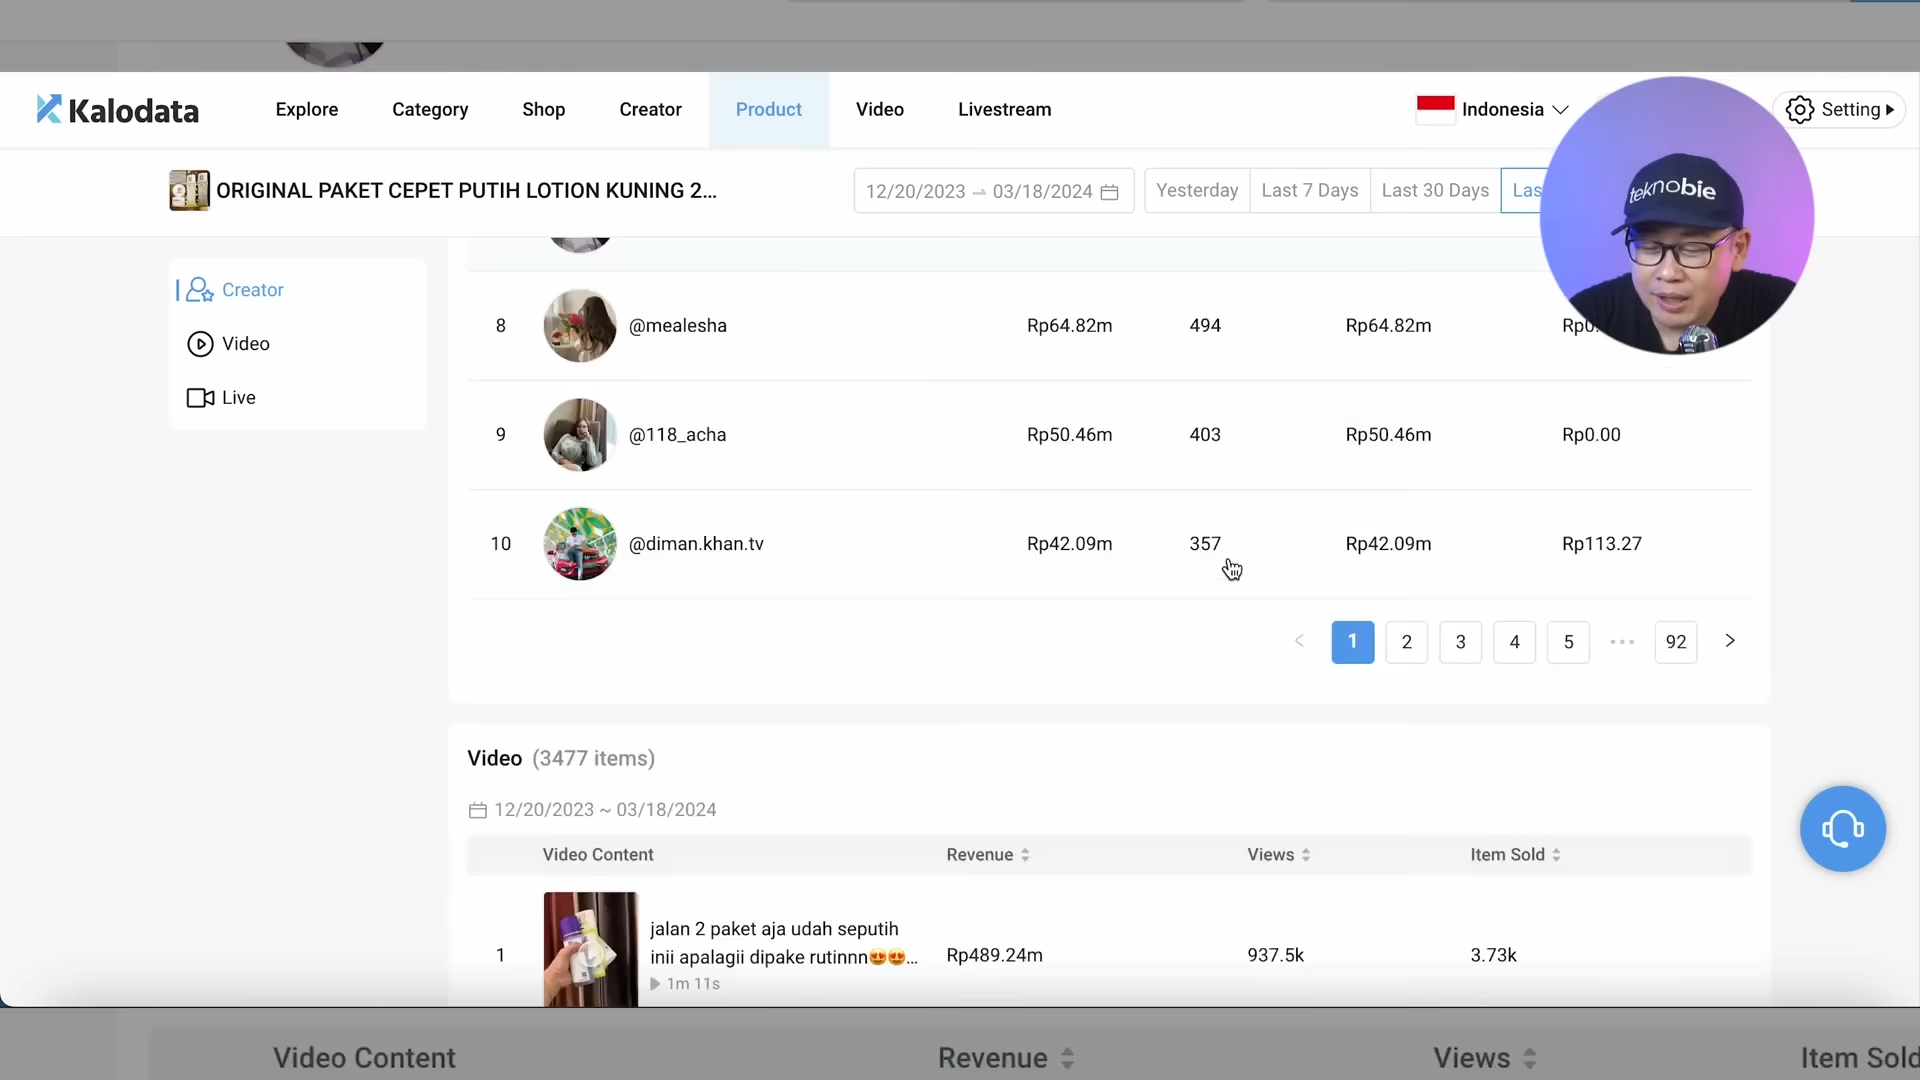 Kalodata
Explore
Category
Shop
Creator
Product
Video
Livestream
Indonesia
Setting
teknobie
ORIGINAL PAKET CEPET PUTIH LOTION KUNING 2...
12/20/2023 → 03/18/2024
Yesterday
Last 7 Days
Last 30 Days
Creator
Video
Live
8 @mealesha Rp64.82m 494 Rp64.82m
9 @118_acha Rp50.46m 403 Rp50.46m Rp0.00
10 @diman.khan.tv Rp42.09m 357 Rp42.09m Rp113.27
< 1 2 3 4 5 ••• 92 >
Video (3477 items)
12/20/2023 ~ 03/18/2024
Video Content Revenue Views Item Sold
1 jalan 2 paket aja udah seputih
inii apalagii dipake rutinnn😍😍... Rp489.24m 937.5k 3.73k
1m 11s
Video Content Revenue Views Item Sold